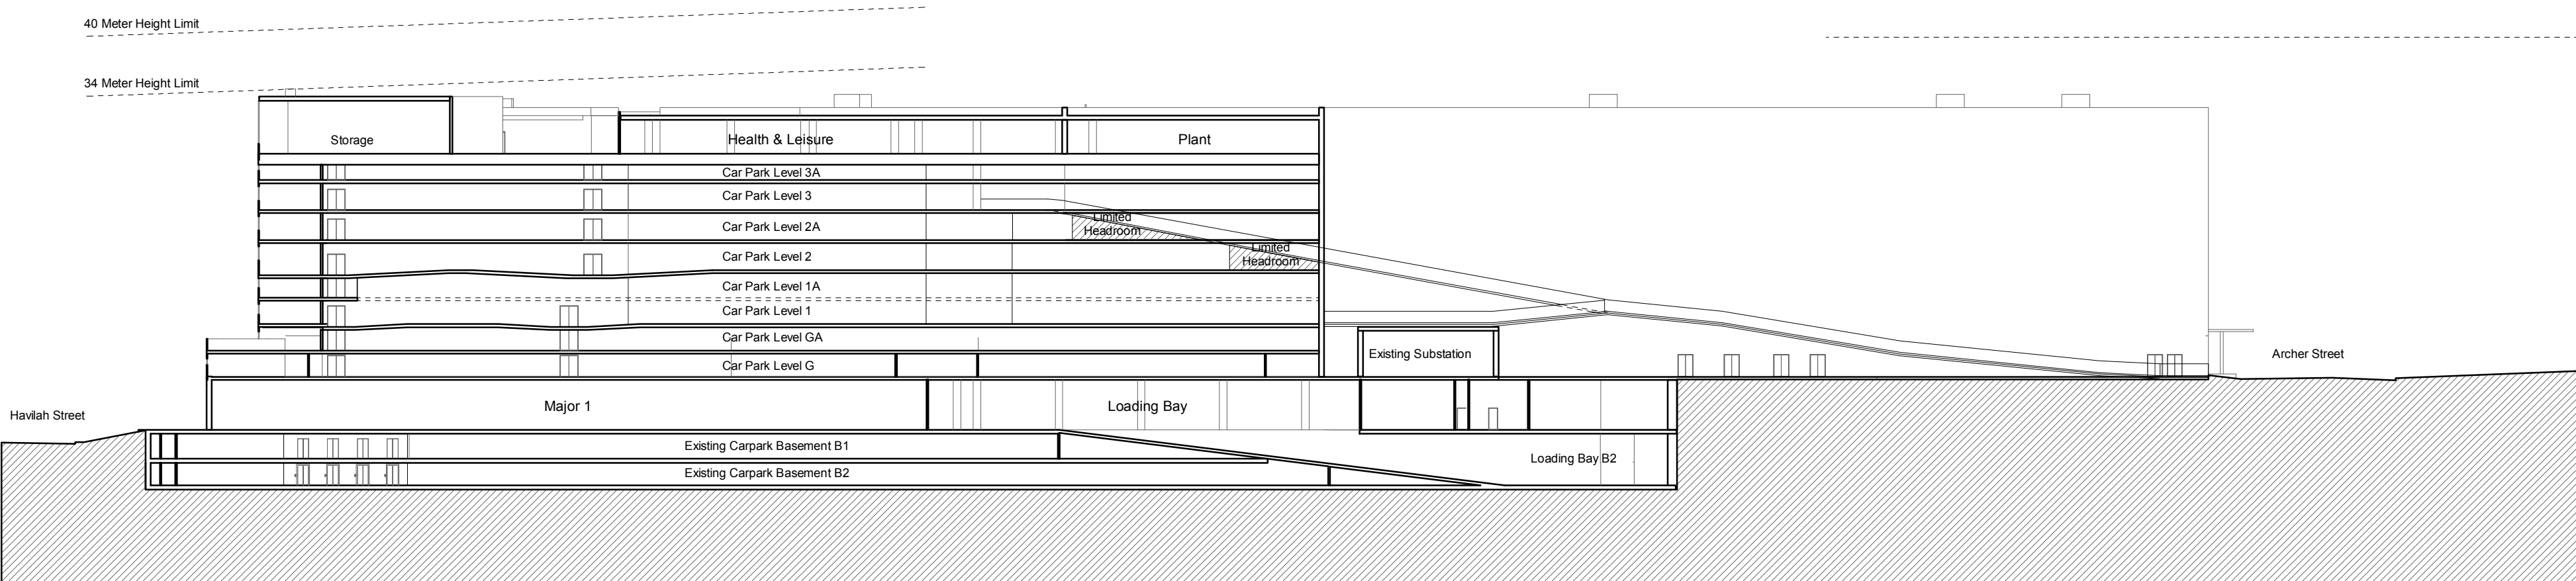 40 Meter Height Limit
34 Meter Height Limit
Storage
Health & Leisure
Plant
Car Park Level 3A
Car Park Level 3
Limited
Headroom
Car Park Level 2A
Limited
Headroom
Car Park Level 2
Car Park Level 1A
Car Park Level 1
Car Park Level GA
Existing Substation
Archer Street
Car Park Level G
Major 1
Loading Bay
Havilah Street
Existing Carpark Basement B1
Loading Bay B2
Existing Carpark Basement B2